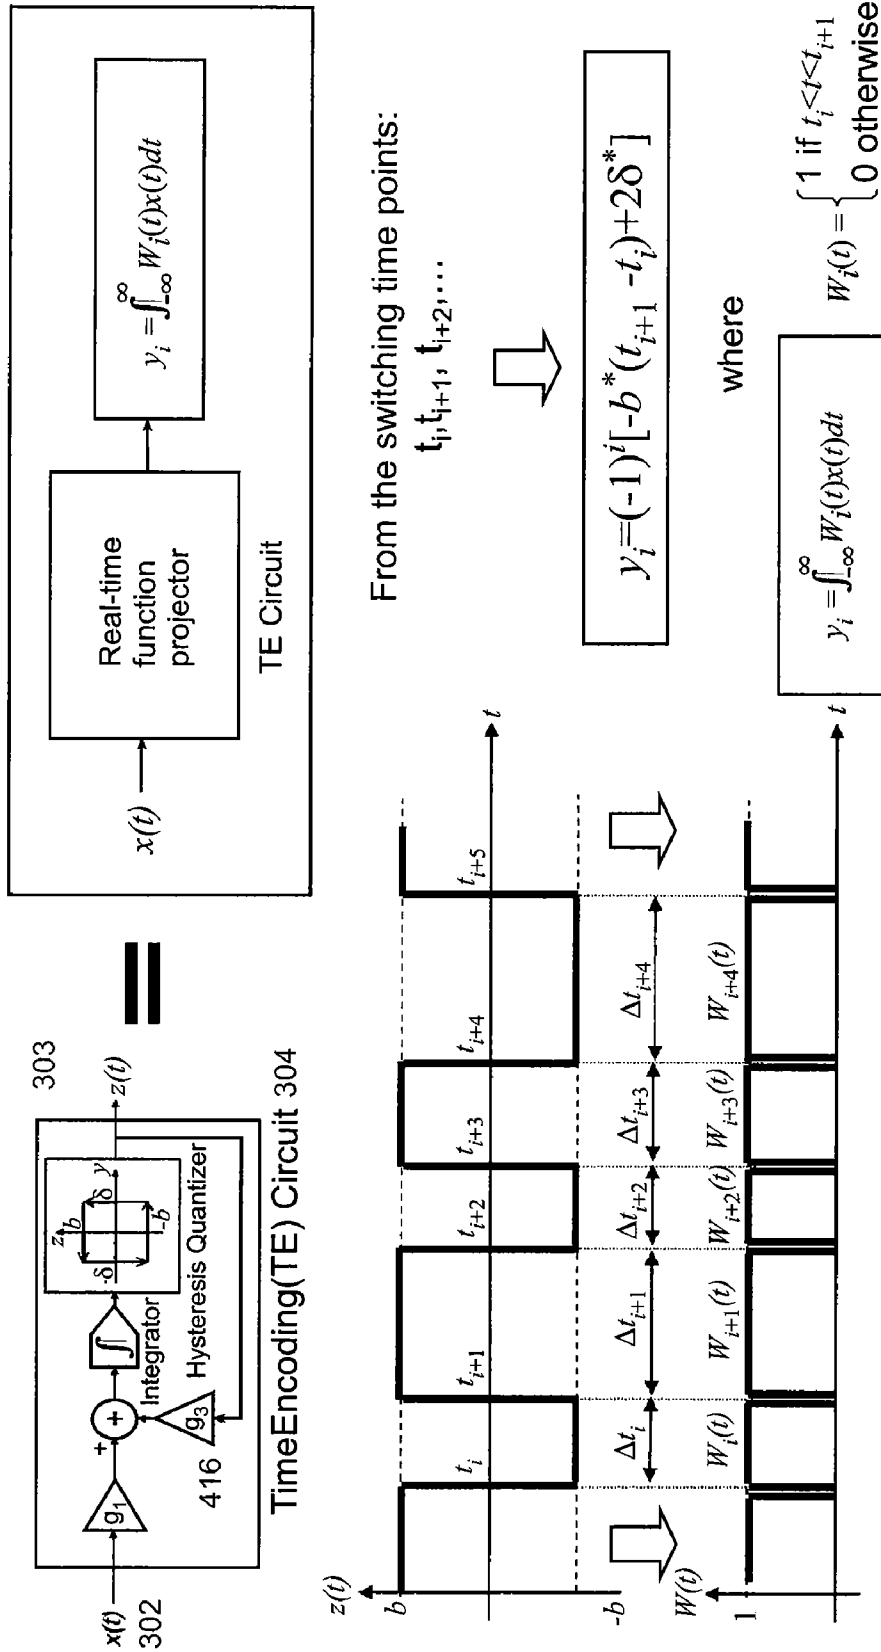 x(t)
302
g1
+
+
416
g3
Integrator
Hysteresis Quantizer
z
b
-δ
δ
y
-b
303
z(t)
TimeEncoding(TE) Circuit 304
=
x(t)
Real-time
function
projector
y_i = ∫_{-∞}^{∞} W_i(t)x(t)dt
TE Circuit
z(t)
b
-b
t_i
t_{i+1}
t_{i+2}
t_{i+3}
t_{i+4}
t_{i+5}
t
Δt_i
Δt_{i+1}
Δt_{i+2}
Δt_{i+3}
Δt_{i+4}
W(t)
1
W_i(t)
W_{i+1}(t)
W_{i+2}(t)
W_{i+3}(t)
W_{i+4}(t)
t
From the switching time points:
t_i, t_{i+1}, t_{i+2},...
y_i=(-1)^i[-b*(t_{i+1} -t_i)+2δ*]
where
y_i = ∫_{-∞}^{∞} W_i(t)x(t)dt
W_i(t) = { 1 if t_i<t<t_{i+1}
0 otherwise